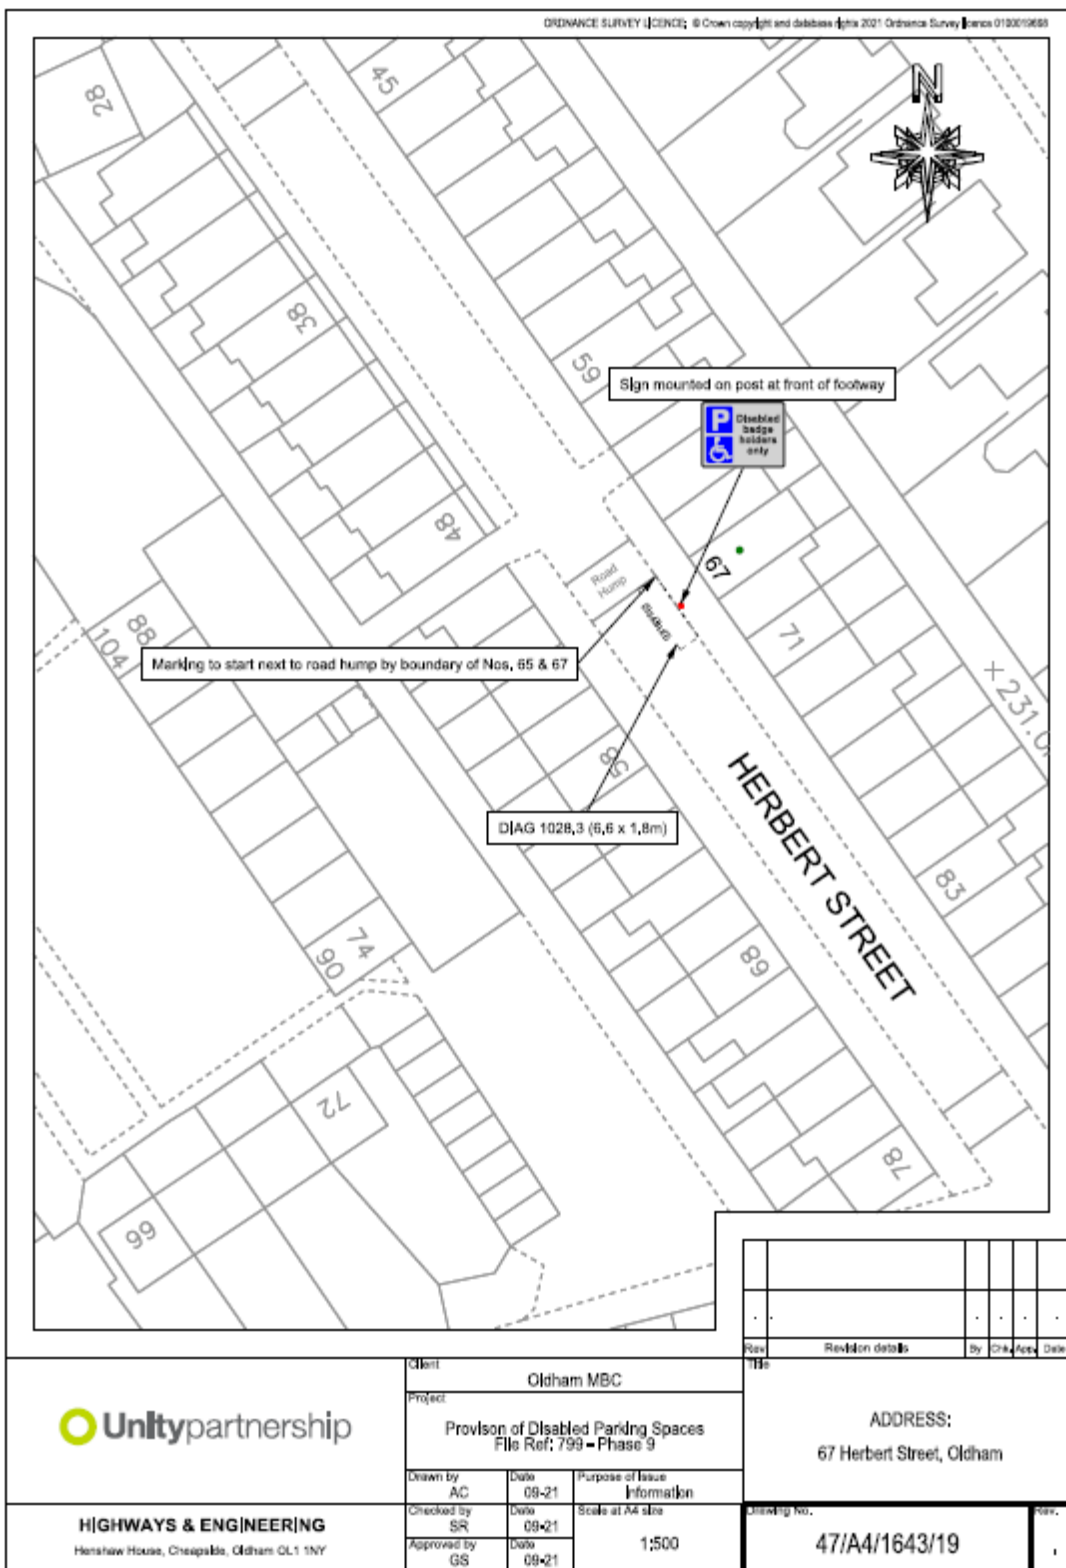 ORDNANCE SURVEY LICENCE: © Crown copyright and database rights 2021 Ordnance Survey licence 0100019668
N
28
45
38
59
Sign mounted on post at front of footway
P Disabled
badge
holders
only
48
67
Road
Hump
71
88
104
Marking to start next to road hump by boundary of Nos. 65 & 67
231.0
58
DIAG 1028.3 (6.6 x 1.8m)
HERBERT STREET
83
74
90
68
72
78
66
Rev
Revision details
By
Chk.
App.
Date
Unitypartnership
HIGHWAYS & ENGINEERING
Henshaw House, Cheapside, Oldham OL1 1NY
Client
Oldham MBC
Project
Provison of Disabled Parking Spaces
File Ref: 799 – Phase 9
Drawn by
AC
Date
09-21
Purpose of Issue
Information
Checked by
SR
Date
09-21
Scale at A4 size
1:500
Approved by
GS
Date
09-21
Title
ADDRESS:
67 Herbert Street, Oldham
Drawing No.
47/A4/1643/19
Rev.